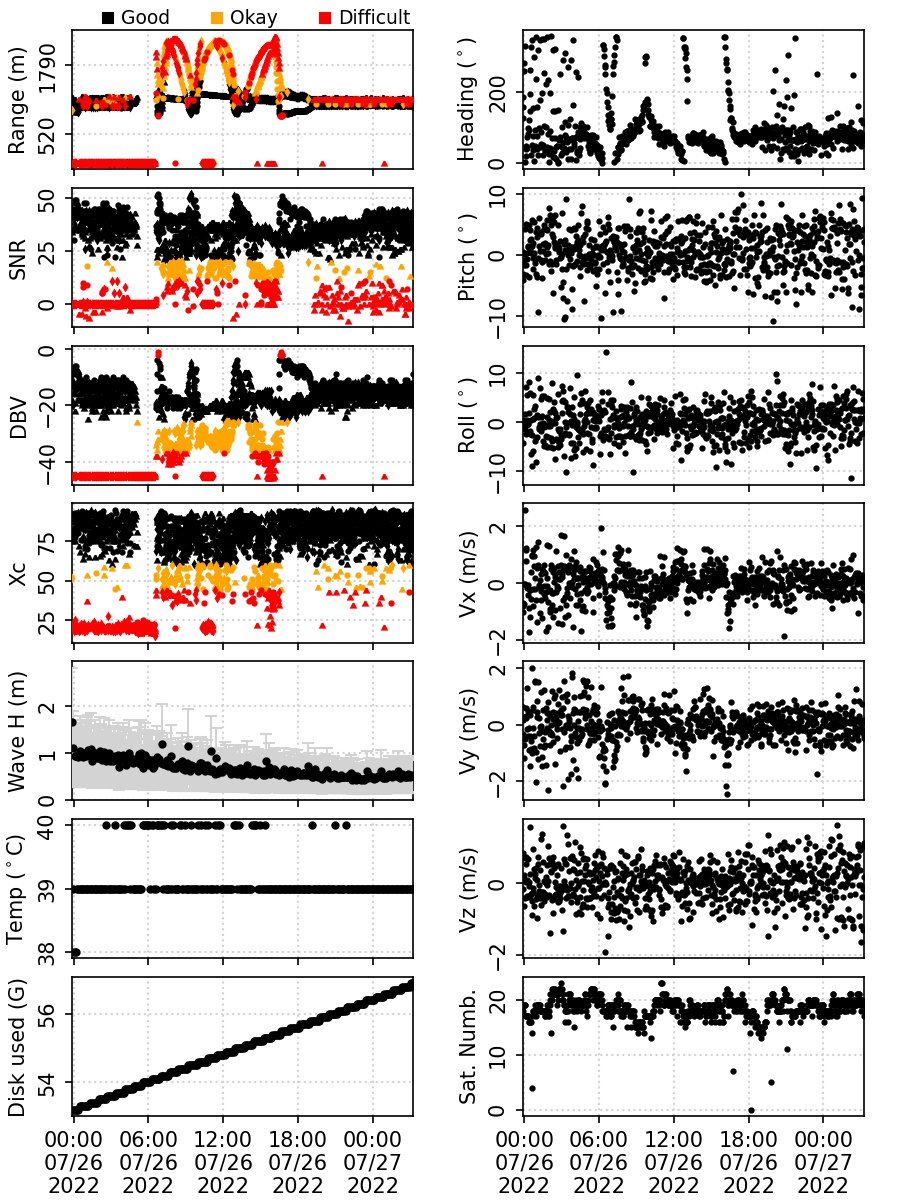 Good Okay Difficult
Range (m)
1790
520
Heading (°)
200
0
SNR
50
25
0
Pitch (°)
10
0
−10
DBV
0
−20
−40
Roll (°)
10
0
−10
Xc
75
50
25
Vx (m/s)
2
0
−2
Wave H (m)
2
1
0
Vy (m/s)
2
0
−2
Temp (°C)
40
39
38
Vz (m/s)
0
−2
Disk used (G)
56
54
Sat. Numb.
20
10
0
00:00 06:00 12:00 18:00 00:00
07/26 07/26 07/26 07/26 07/27
2022 2022 2022 2022 2022
00:00 06:00 12:00 18:00 00:00
07/26 07/26 07/26 07/26 07/27
2022 2022 2022 2022 2022